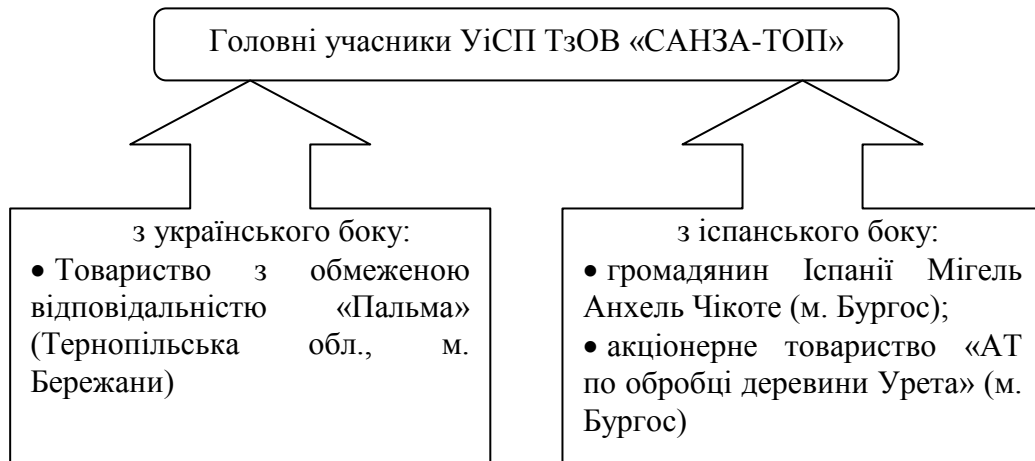 Головні учасники УіСП ТзОВ «САНЗА-ТОП»
з українського боку:
• Товариство з обмеженою
відповідальністю «Пальма»
(Тернопільська обл., м.
Бережани)
з іспанського боку:
• громадянин Іспанії Мігель
Анхель Чікоте (м. Бургос);
• акціонерне товариство «АТ
по обробці деревини Урета» (м.
Бургос)